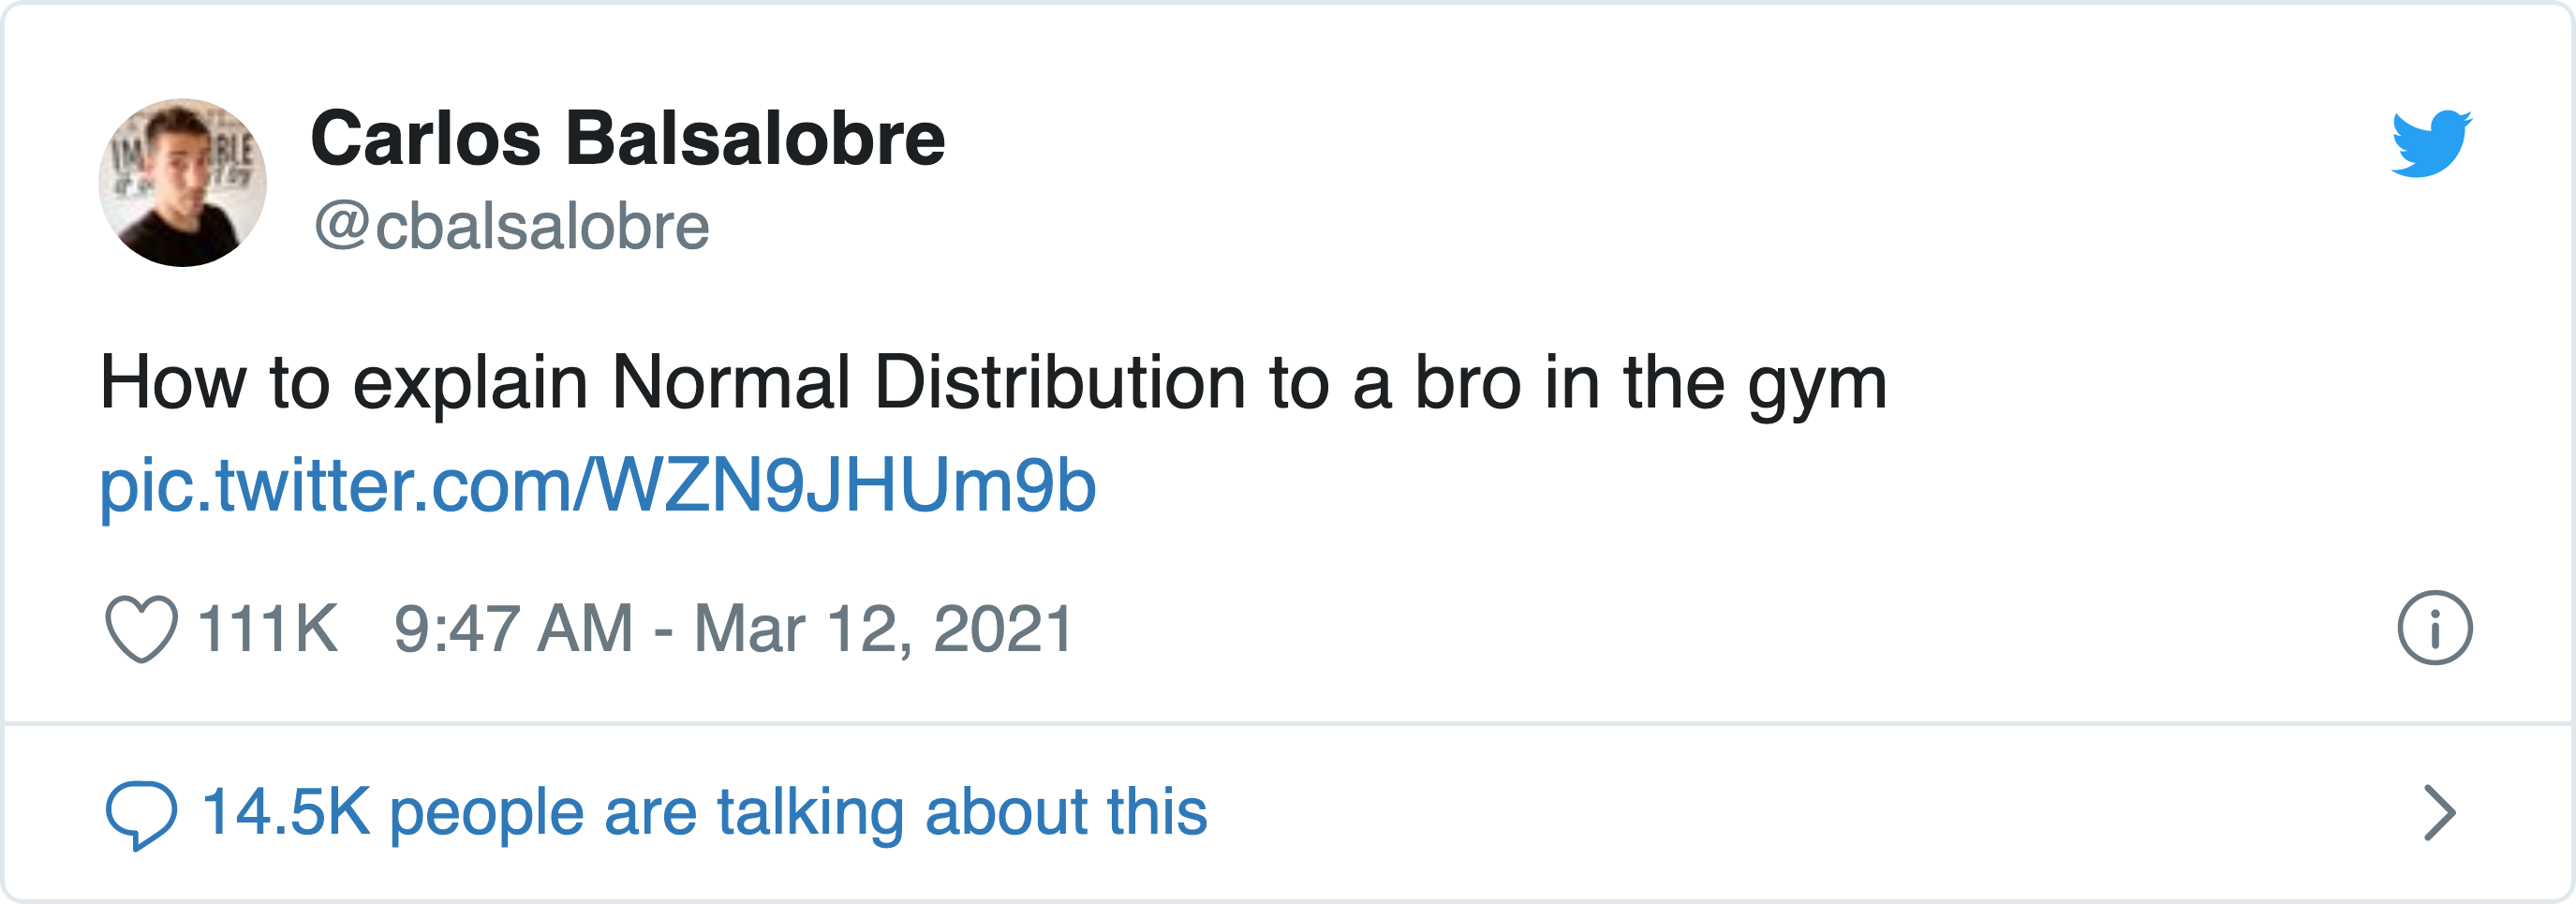 Carlos Balsalobre
@cbalsalobre
How to explain Normal Distribution to a bro in the gym
pic.twitter.com/WZN9JHUm9b
111K 9:47 AM - Mar 12, 2021
14.5K people are talking about this